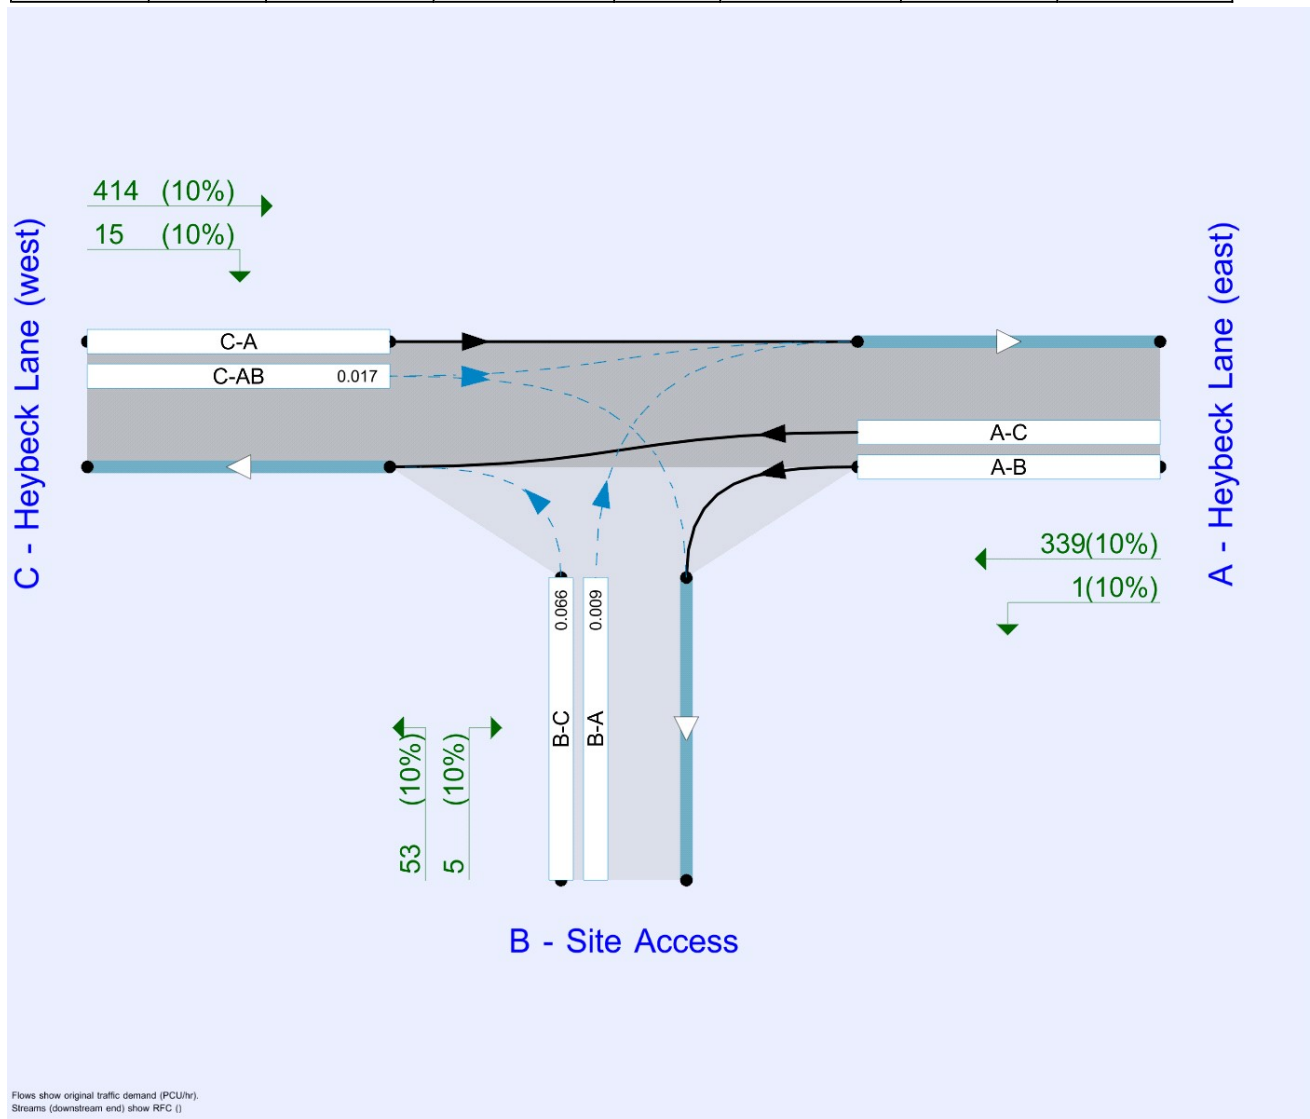 414 (10%)
15 (10%)
C - Heybeck Lane (west)
A - Heybeck Lane (east)
C-A
C-AB 0.017
A-C
A-B
339(10%)
1(10%)
0.066
0.009
B-C
B-A
53 (10%)
5 (10%)
B - Site Access
Flows show original traffic demand (PCU/hr).
Streams (downstream end) show RFC ()